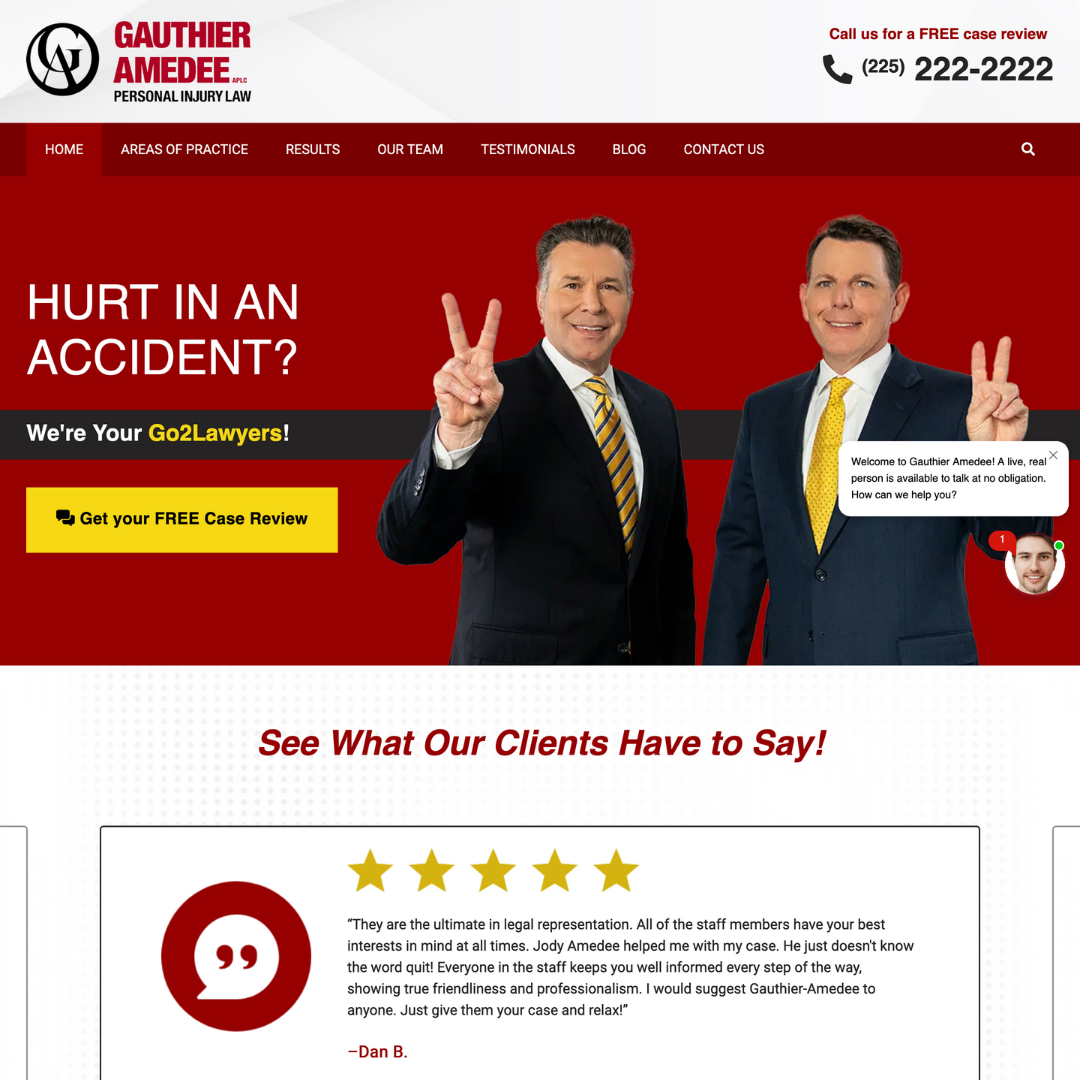 GAUTHIER
AMEDEE APLC
PERSONAL INJURY LAW
Call us for a FREE case review
(225) 222-2222
HOME AREAS OF PRACTICE RESULTS OUR TEAM TESTIMONIALS BLOG CONTACT US
HURT IN AN
ACCIDENT?
We're Your Go2Lawyers!
Get your FREE Case Review
Welcome to Gauthier Amedee! A live, real
person is available to talk at no obligation.
How can we help you?
1
See What Our Clients Have to Say!
“They are the ultimate in legal representation. All of the staff members have your best
interests in mind at all times. Jody Amedee helped me with my case. He just doesn't know
the word quit! Everyone in the staff keeps you well informed every step of the way,
showing true friendliness and professionalism. I would suggest Gauthier-Amedee to
anyone. Just give them your case and relax!”
–Dan B.